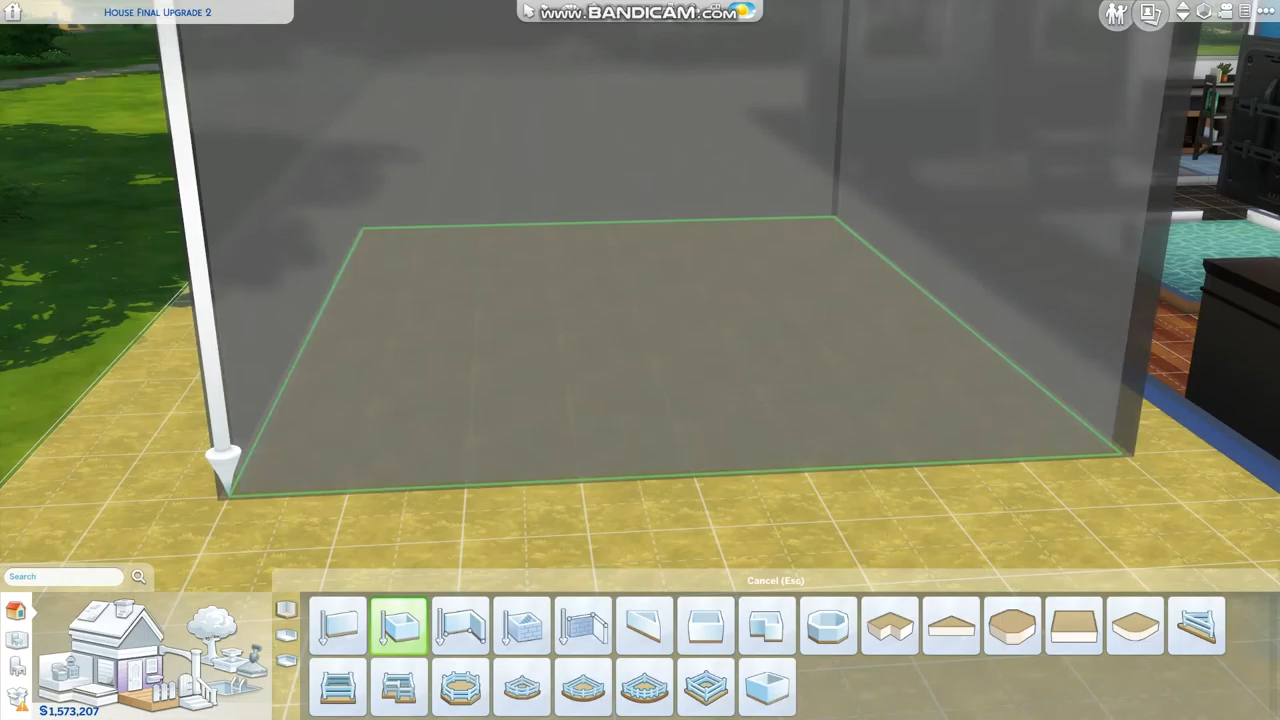 House Final Upgrade 2
www.BANDICAM.com
Cancel (Esc)
Search
§1,573,207